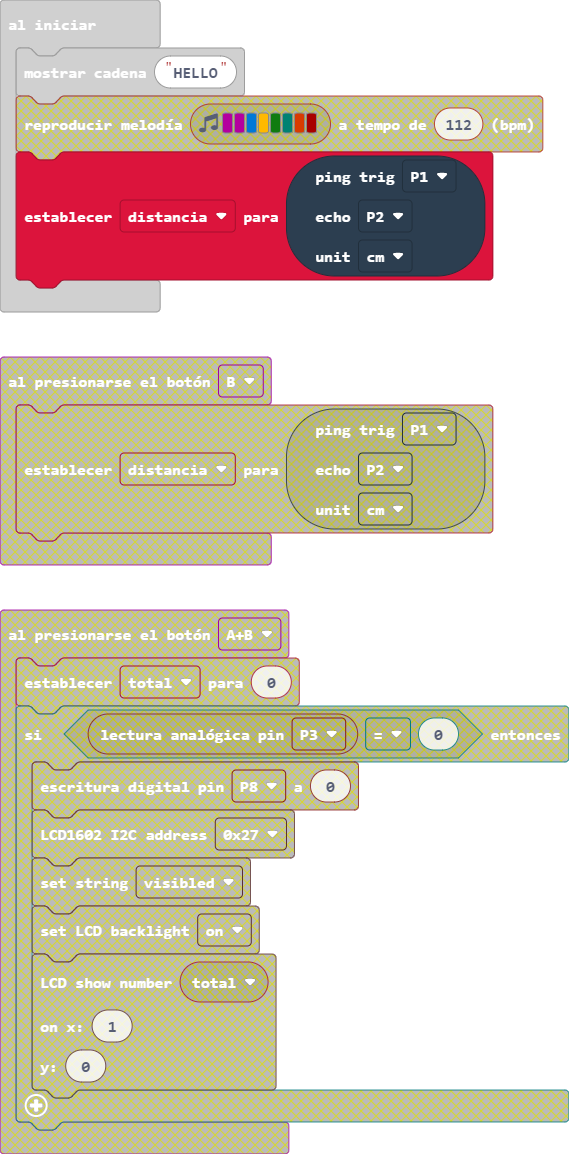 al iniciar
mostrar cadena "HELLO"
reproducir melodía a tempo de 112 (bpm)
ping trig P1
establecer distancia para echo P2
unit cm
al presionarse el botón B
ping trig P1
establecer distancia para echo P2
unit cm
al presionarse el botón A+B
establecer total para 0
si lectura analógica pin P3 = 0 entonces
escritura digital pin P8 a 0
LCD1602 I2C address 0x27
set string visibled
set LCD backlight on
LCD show number total
on x: 1
y: 0